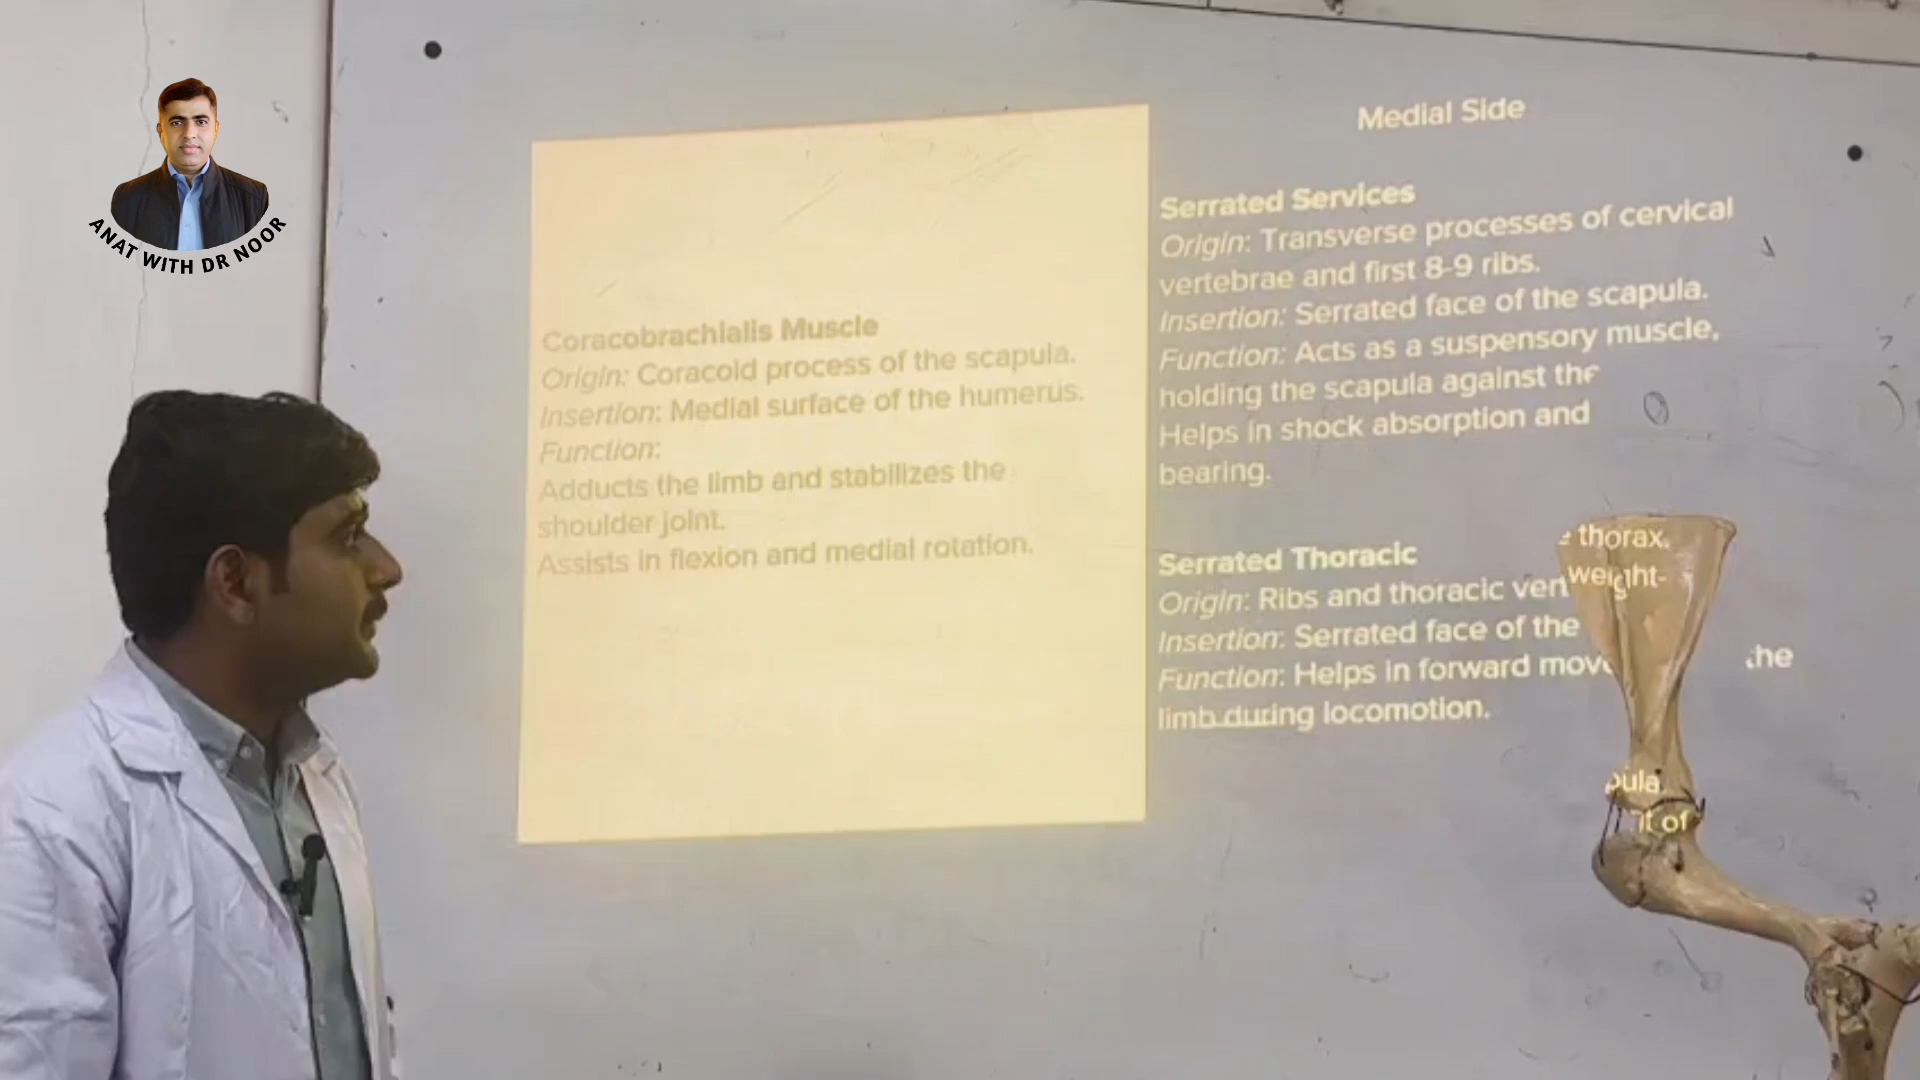 ANAT WITH DR NOOR
Coracobrachialis Muscle
Origin: Coracoid process of the scapula.
Insertion: Medial surface of the humerus.
Function:
Adducts the limb and stabilizes the
shoulder joint.
Assists in flexion and medial rotation.
Medial Side
Serrated Services
Origin: Transverse processes of cervical
vertebrae and first 8-9 ribs.
Insertion: Serrated face of the scapula.
Function: Acts as a suspensory muscle,
holding the scapula against the
thorax.
Helps in shock absorption and
weight-
bearing.
Serrated Thoracic
Origin: Ribs and thoracic
Insertion: Serrated face of the
Function: Helps in forward
of
limb during locomotion.